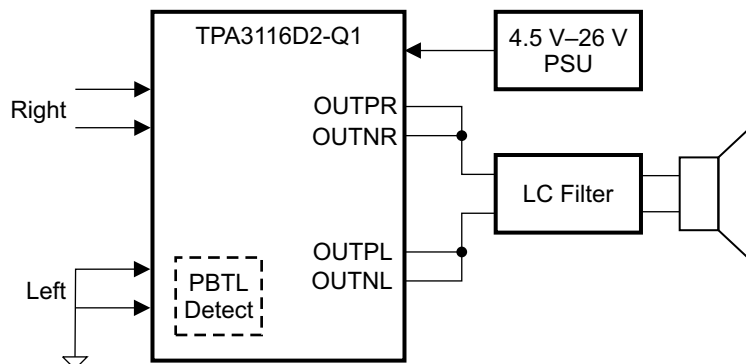 TPA3116D2-Q1
4.5 V–26 V
PSU
Right
OUTPR
OUTNR
LC Filter
Left
PBTL
Detect
OUTPL
OUTNL